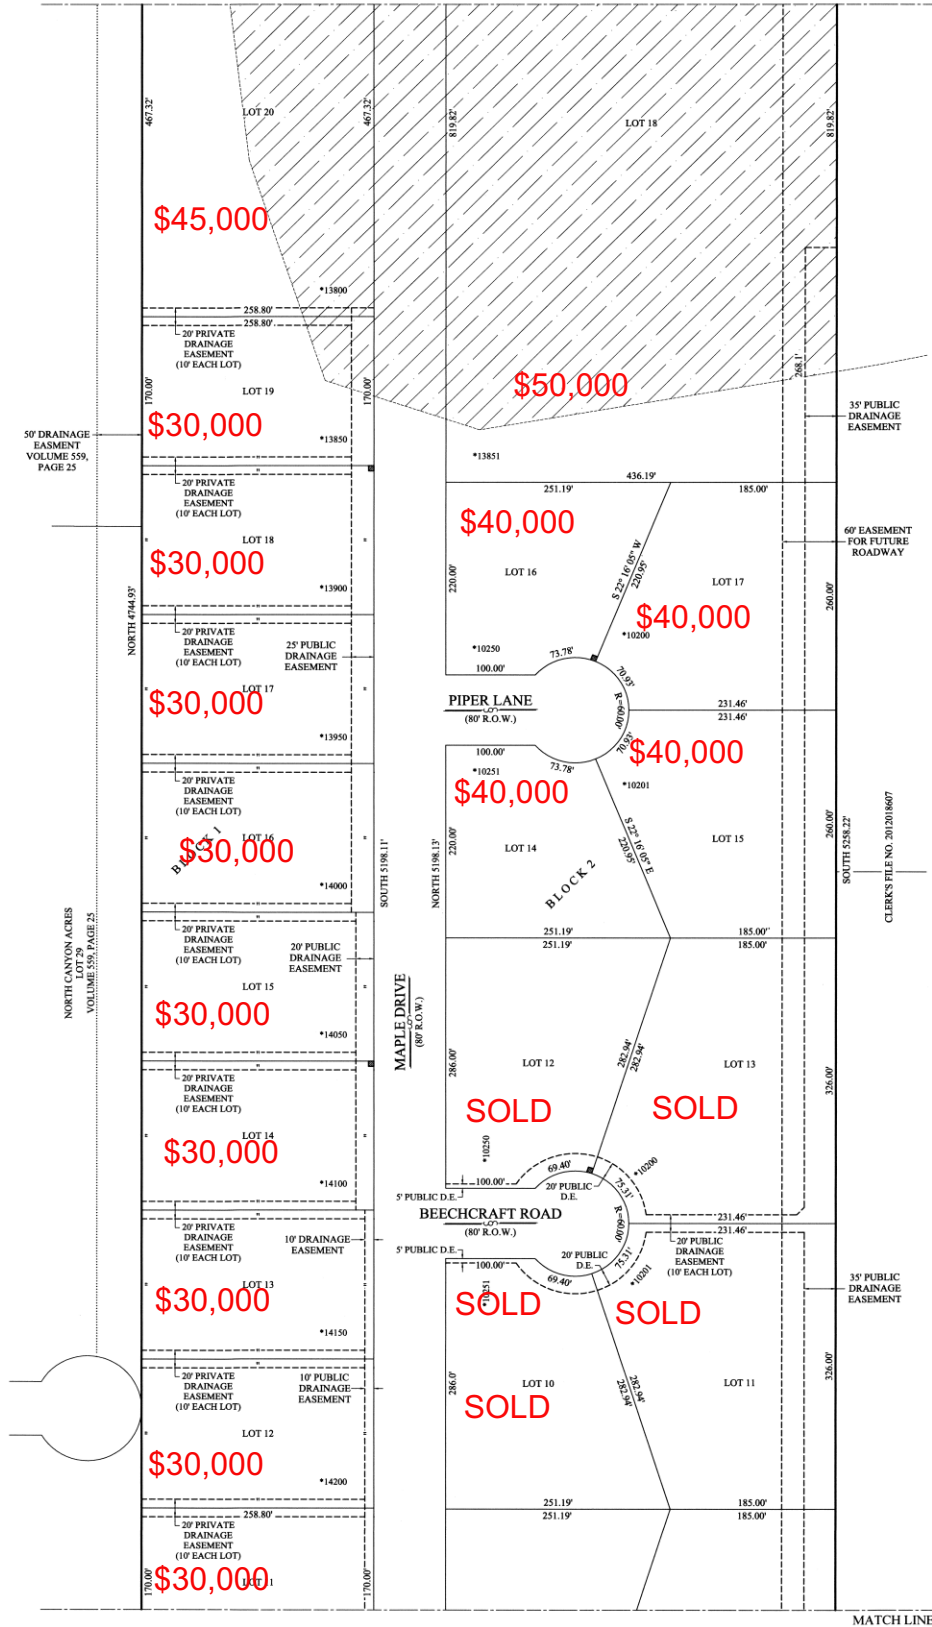 467.32'
LOT 20
467.32'
819.82'
LOT 18
819.82'
$45,000
*13800
258.80'
258.80'
20' PRIVATE
DRAINAGE
EASEMENT
(10' EACH LOT)
268.1'
170.00'
LOT 19
170.00'
$50,000
$30,000
35' PUBLIC
DRAINAGE
EASEMENT
50' DRAINAGE
EASMENT
VOLUME 559,
PAGE 25
*13850
*13851
20' PRIVATE
DRAINAGE
EASEMENT
(10' EACH LOT)
436.19'
251.19'
185.00'
$40,000
LOT 18
$30,000
60' EASEMENT
FOR FUTURE
ROADWAY
LOT 16
220.00'
S 22° 16' 05" W
220.95'
LOT 17
260.00'
*13900
NORTH 4744.93'
$40,000
*10200
20' PRIVATE
DRAINAGE
EASEMENT
(10' EACH LOT)
25' PUBLIC
DRAINAGE
EASEMENT
*10250
100.00'
73.78'
70.93'
R=60.00'
LOT 17
$30,000
PIPER LANE
(80' R.O.W.)
231.46'
231.46'
*13950
100.00'
*10251
73.78'
70.93'
$40,000
$40,000
*10201
20' PRIVATE
DRAINAGE
EASEMENT
(10' EACH LOT)
LOT 16
BLOCK 1
$30,000
220.00'
LOT 14
S 22° 16' 05" E
220.95'
LOT 15
260.00'
SOUTH 5258.22'
CLERK'S FILE NO. 2012018607
*14000
SOUTH 5198.11'
NORTH 5198.13'
BLOCK 2
20' PRIVATE
DRAINAGE
EASEMENT
(10' EACH LOT)
20' PUBLIC
DRAINAGE
EASEMENT
251.19'
251.19'
185.00"
185.00'
NORTH CANYON ACRES
LOT 29
VOLUME 559, PAGE 25
LOT 15
$30,000
*14050
MAPLE DRIVE
(80' R.O.W.)
20' PRIVATE
DRAINAGE
EASEMENT
(10' EACH LOT)
286.00'
LOT 12
282.94'
282.94'
LOT 13
326.00'
SOLD
SOLD
LOT 14
$30,000
*14100
*10250
100.00'
5' PUBLIC D.E.
69.40'
20' PUBLIC
D.E.
*10200
75.31'
R=60.00'
20' PRIVATE
DRAINAGE
EASEMENT
(10' EACH LOT)
10' DRAINAGE
EASEMENT
BEECHCRAFT ROAD
(80' R.O.W.)
231.46'
231.46'
20' PUBLIC
DRAINAGE
EASEMENT
(10' EACH LOT)
5' PUBLIC D.E.
100.00'
*10251
69.40'
20' PUBLIC
D.E.
75.31'
*10201
LOT 13
$30,000
*14150
SOLD
SOLD
35' PUBLIC
DRAINAGE
EASEMENT
20' PRIVATE
DRAINAGE
EASEMENT
(10' EACH LOT)
10' PUBLIC
DRAINAGE
EASEMENT
286.0'
LOT 10
SOLD
282.94'
282.94'
LOT 11
326.00'
LOT 12
$30,000
*14200
258.80'
20' PRIVATE
DRAINAGE
EASEMENT
(10' EACH LOT)
251.19'
251.19'
185.00'
185.00'
170.00'
$30,000
LOT 11
170.00'
MATCH LINE